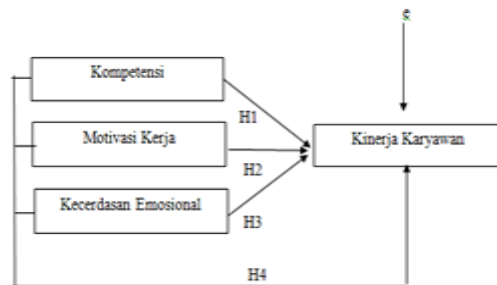 e
Kompetensi
H1
Motivasi Kerja
Kinerja Karyawan
H2
Kecerdasan Emosional
H3
H4